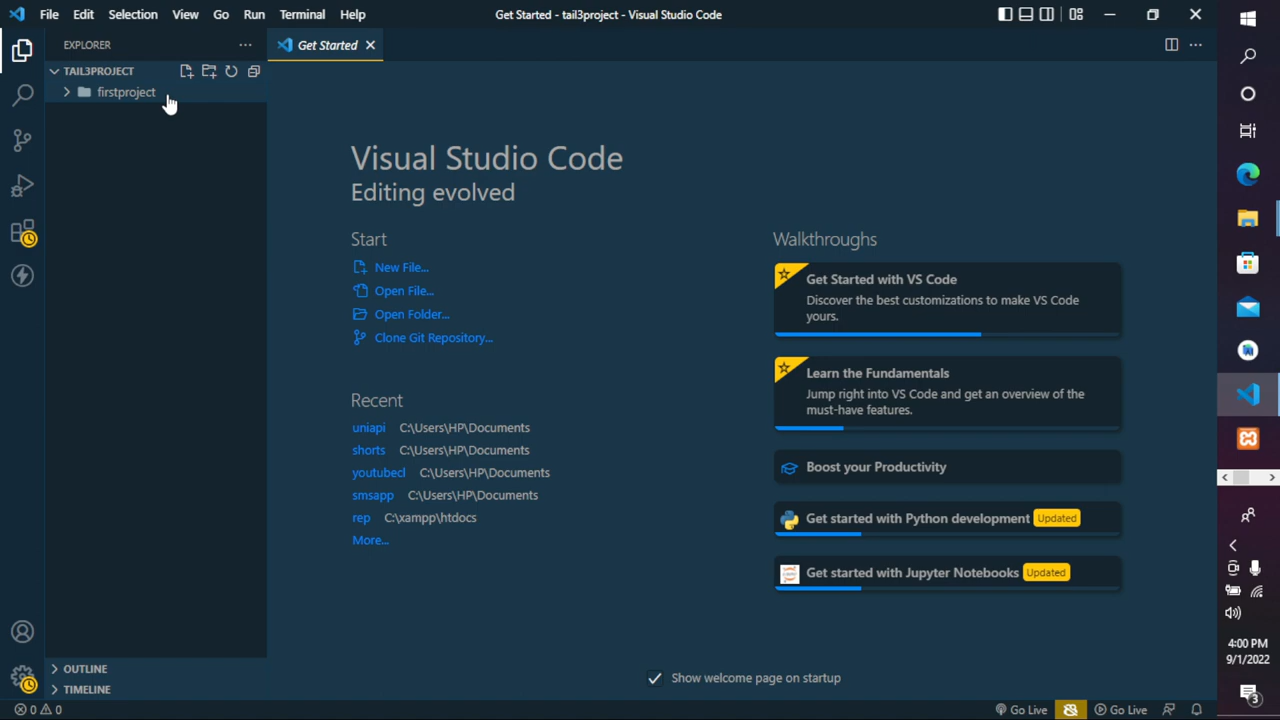 File Edit Selection View Go Run Terminal Help
Get Started - tail3project - Visual Studio Code
EXPLORER
Get Started
TAIL3PROJECT
firstproject
Visual Studio Code
Editing evolved
Start
New File...
Open File...
Open Folder...
Clone Git Repository...
Recent
uniapi C:\Users\HP\Documents
shorts C:\Users\HP\Documents
youtubecl C:\Users\HP\Documents
smsapp C:\Users\HP\Documents
rep C:\xampp\htdocs
More...
Walkthroughs
Get Started with VS Code
Discover the best customizations to make VS Code
yours.
Learn the Fundamentals
Jump right into VS Code and get an overview of the
must-have features.
Boost your Productivity
Get started with Python development Updated
Get started with Jupyter Notebooks Updated
Show welcome page on startup
OUTLINE
TIMELINE
0 0
Go Live
Go Live
4:00 PM
9/1/2022
3